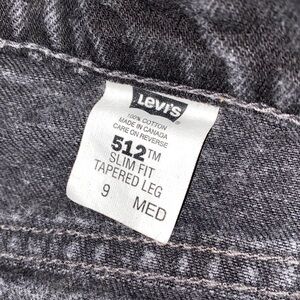 Levi's
100% COTTON
MADE IN CANADA
CARE ON REVERSE
512™
SLIM FIT
TAPERED LEG
9 MED